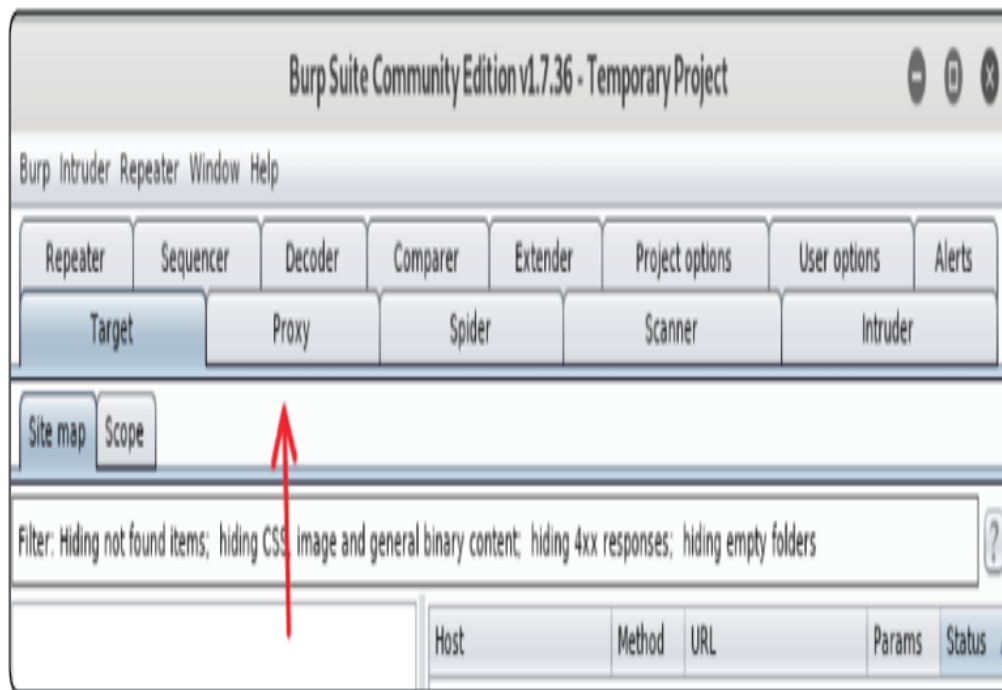 Burp Suite Community Edition v1.7.36 - Temporary Project
Burp Intruder Repeater Window Help
Repeater Sequencer Decoder Comparer Extender Project options User options Alerts
Target Proxy Spider Scanner Intruder
Site map Scope
Filter: Hiding not found items; hiding CSS, image and general binary content; hiding 4xx responses; hiding empty folders ?
Host Method URL Params Status